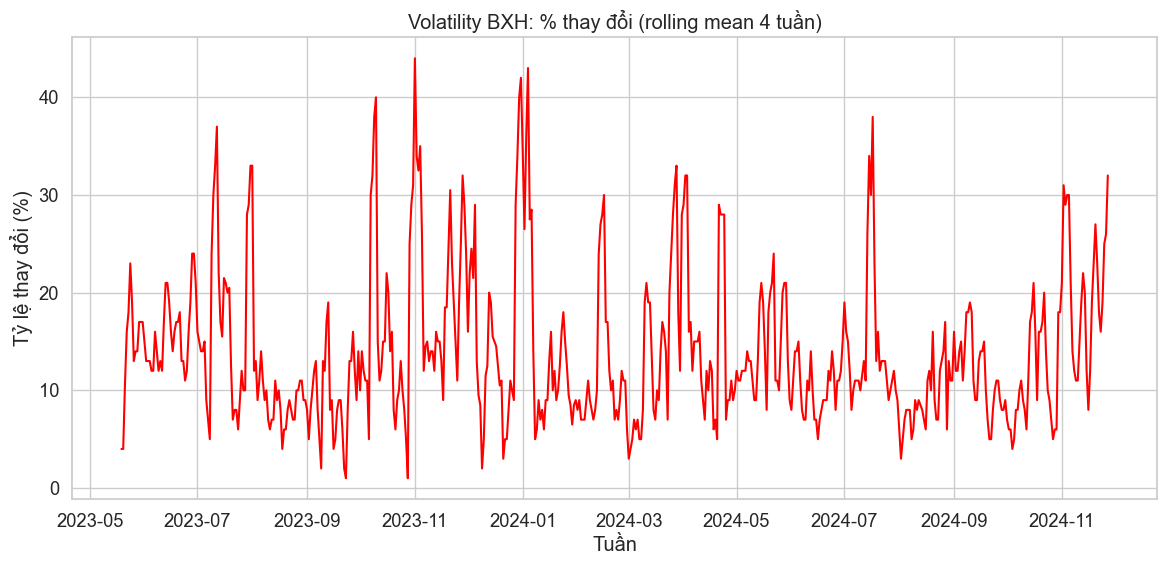 Volatility BXH: % thay đổi (rolling mean 4 tuần)
Tỷ lệ thay đổi (%)
40
30
20
10
0
2023-05 2023-07 2023-09 2023-11 2024-01 2024-03 2024-05 2024-07 2024-09 2024-11
Tuần